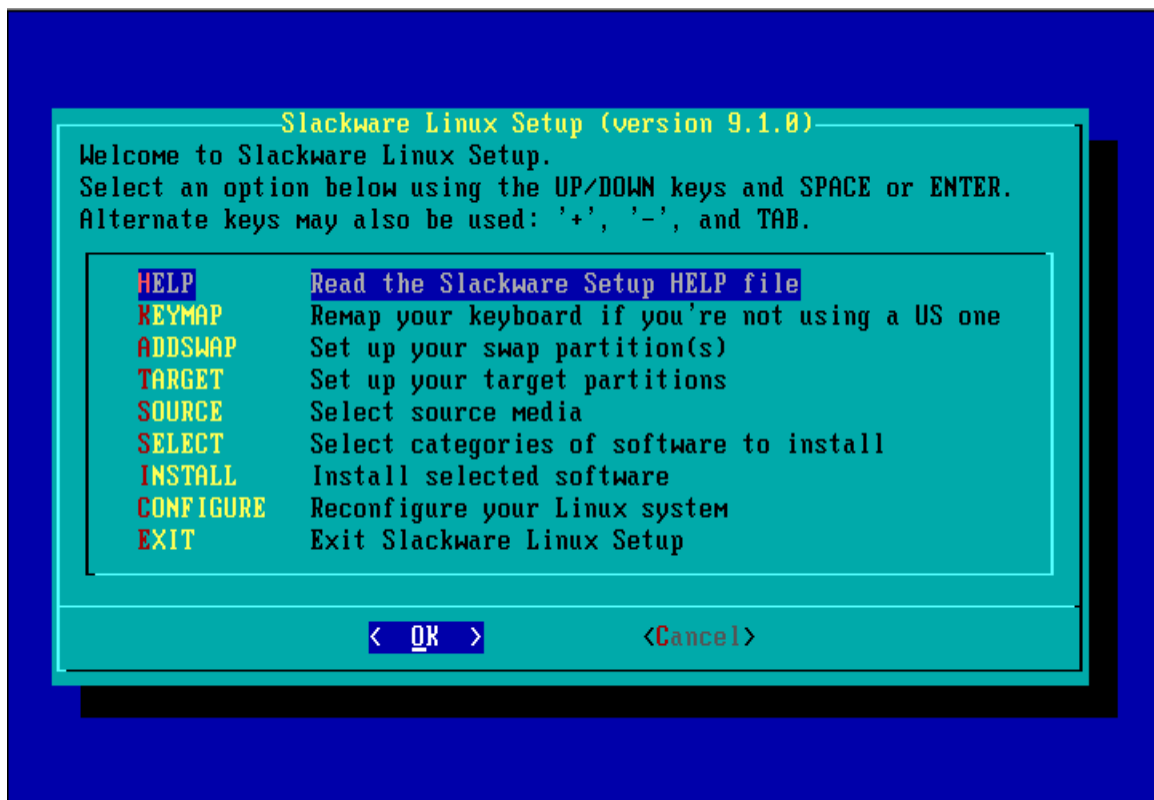 Slackware Linux Setup (version 9.1.0)
Welcome to Slackware Linux Setup.
Select an option below using the UP/DOWN keys and SPACE or ENTER.
Alternate keys may also be used: '+', '-', and TAB.
HELP Read the Slackware Setup HELP file
KEYMAP Remap your keyboard if you're not using a US one
ADDSWAP Set up your swap partition(s)
TARGET Set up your target partitions
SOURCE Select source media
SELECT Select categories of software to install
INSTALL Install selected software
CONFIGURE Reconfigure your Linux system
EXIT Exit Slackware Linux Setup
< OK > <Cancel>